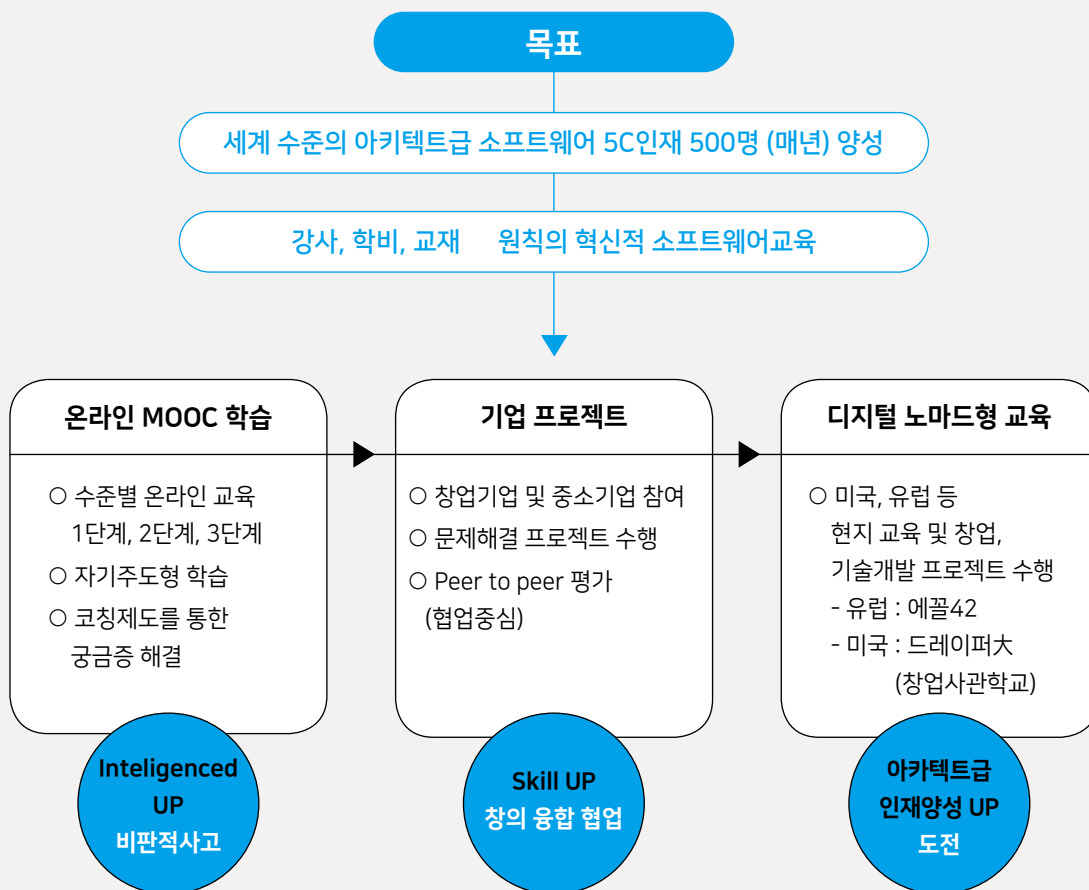 목표
세계 수준의 아키텍트급 소프트웨어 5C인재 500명 (매년) 양성
강사, 학비, 교재 원칙의 혁신적 소프트웨어교육
온라인 MOOC 학습
○ 수준별 온라인 교육
1단계, 2단계, 3단계
○ 자기주도형 학습
○ 코칭제도를 통한
궁금증 해결
Inteligenced
UP
비판적사고
기업 프로젝트
○ 창업기업 및 중소기업 참여
○ 문제해결 프로젝트 수행
○ Peer to peer 평가
(협업중심)
Skill UP
창의 융합 협업
디지털 노마드형 교육
○ 미국, 유럽 등
현지 교육 및 창업,
기술개발 프로젝트 수행
- 유럽 : 에꼴42
- 미국 : 드레이퍼大
(창업사관학교)
아카텍트급
인재양성 UP
도전